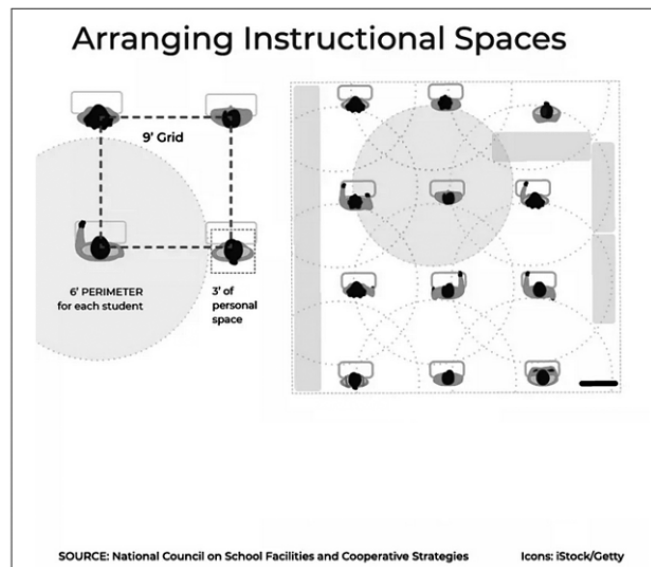 Arranging Instructional Spaces
9' Grid
6' PERIMETER
for each student
3' of
personal
space
SOURCE: National Council on School Facilities and Cooperative Strategies
Icons: iStock/Getty